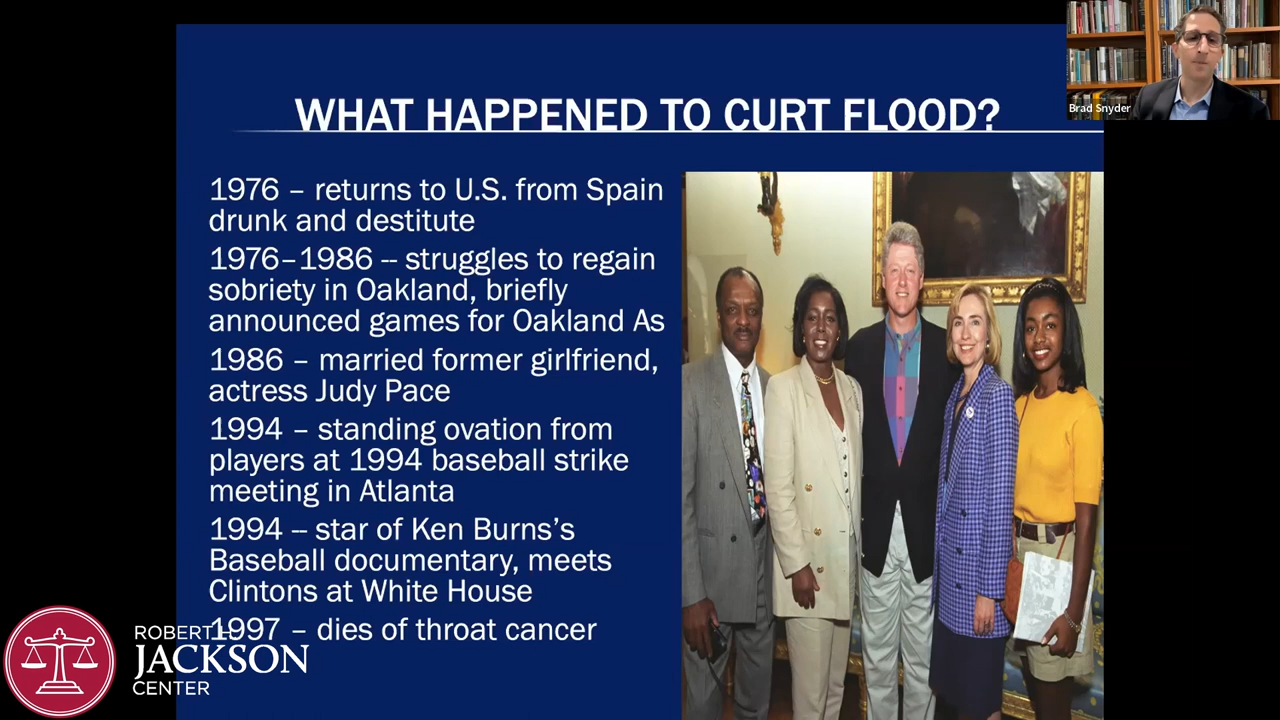 WHAT HAPPENED TO CURT FLOOD?
Brad Snyder
1976 – returns to U.S. from Spain
drunk and destitute
1976–1986 -- struggles to regain
sobriety in Oakland, briefly
announced games for Oakland As
1986 – married former girlfriend,
actress Judy Pace
1994 – standing ovation from
players at 1994 baseball strike
meeting in Atlanta
1994 -- star of Ken Burns’s
Baseball documentary, meets
Clintons at White House
1997 – dies of throat cancer
ROBERT H
JACKSON
CENTER